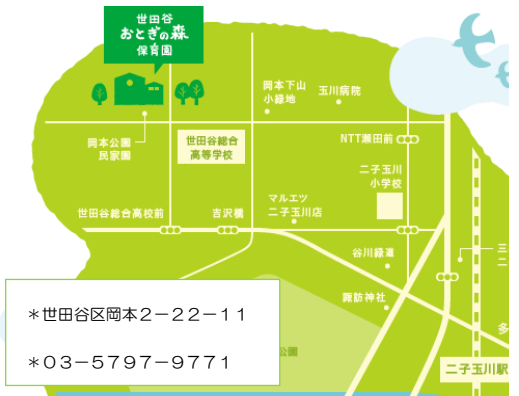 世田谷
おとぎの森
保育園
岡本下山
小緑地
玉川病院
岡本公園
民家園
世田谷総合
高等学校
NTT瀬田前
二子玉川
小学校
世田谷総合高校前
吉沢橋
マルエツ
二子玉川店
谷川緑道
三
二
諏訪神社
*世田谷区岡本2-22-11
*03-5797-9771
公園
多
二子玉川駅